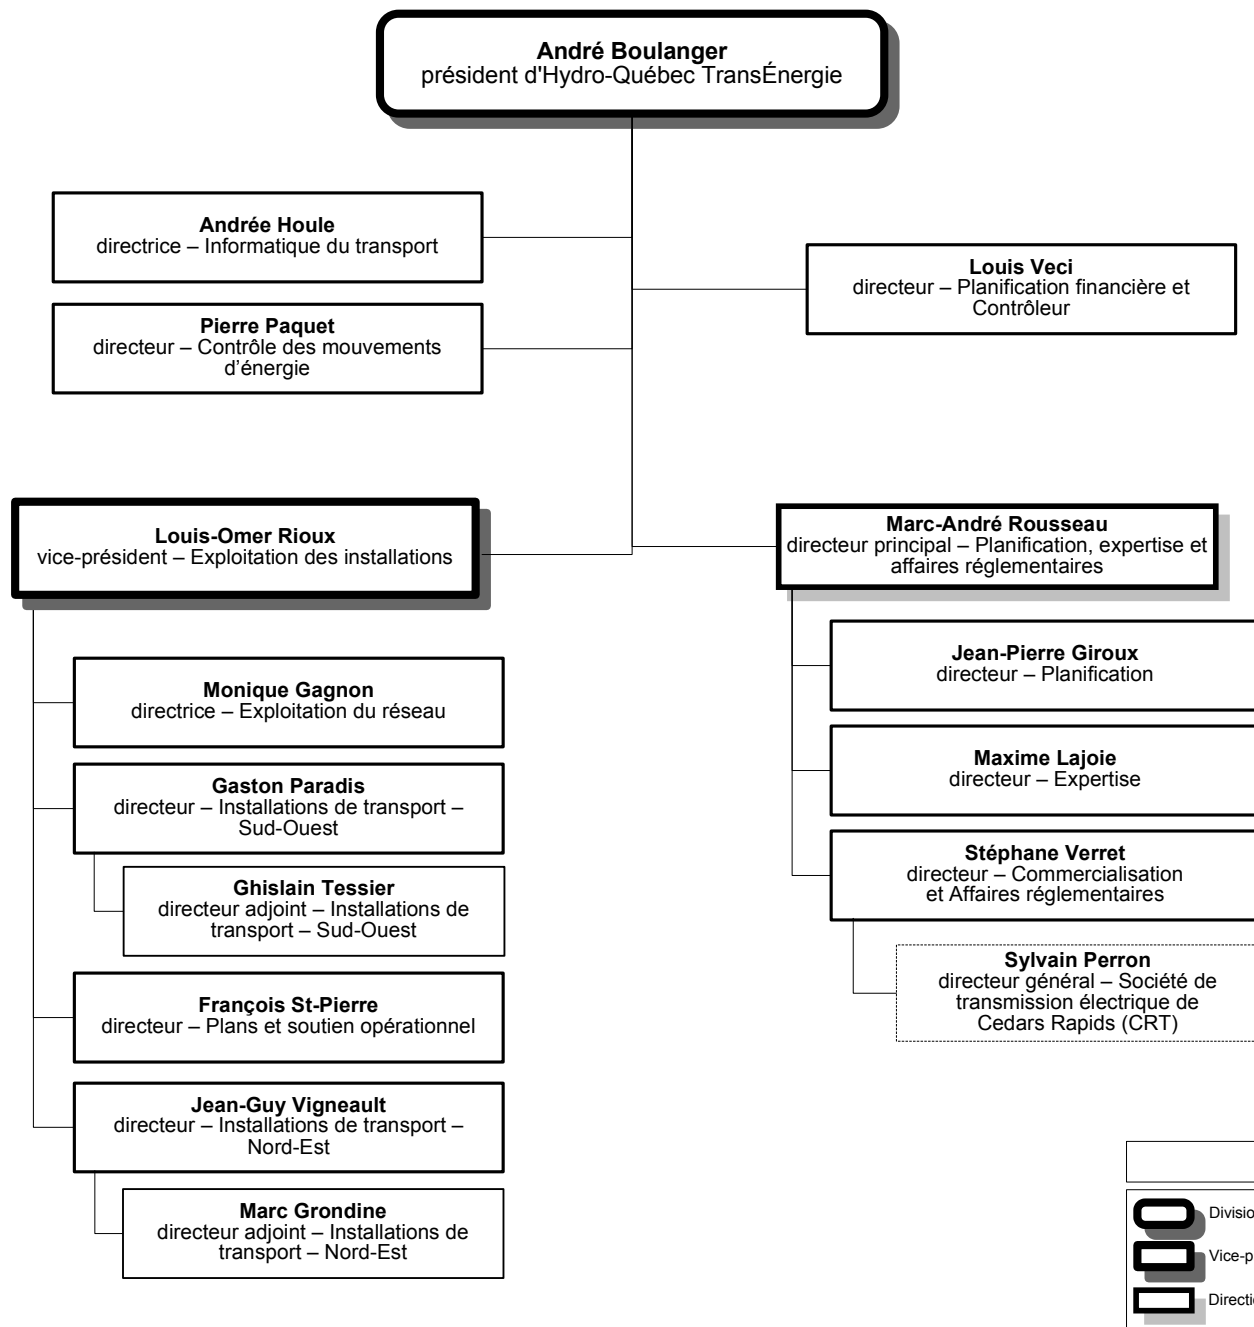 André Boulanger
président d'Hydro-Québec TransÉnergie
Andrée Houle
directrice – Informatique du transport
Louis Veci
directeur – Planification financière et
Contrôleur
Pierre Paquet
directeur – Contrôle des mouvements
d’énergie
Louis-Omer Rioux
vice-président – Exploitation des installations
Marc-André Rousseau
directeur principal – Planification, expertise et
affaires réglementaires
Monique Gagnon
directrice – Exploitation du réseau
Gaston Paradis
directeur – Installations de transport –
Sud-Ouest
Ghislain Tessier
directeur adjoint – Installations de
transport – Sud-Ouest
François St-Pierre
directeur – Plans et soutien opérationnel
Jean-Guy Vigneault
directeur – Installations de transport –
Nord-Est
Marc Grondine
directeur adjoint – Installations de
transport – Nord-Est
Jean-Pierre Giroux
directeur – Planification
Maxime Lajoie
directeur – Expertise
Stéphane Verret
directeur – Commercialisation
et Affaires réglementaires
Sylvain Perron
directeur général – Société de
transmission électrique de
Cedars Rapids (CRT)